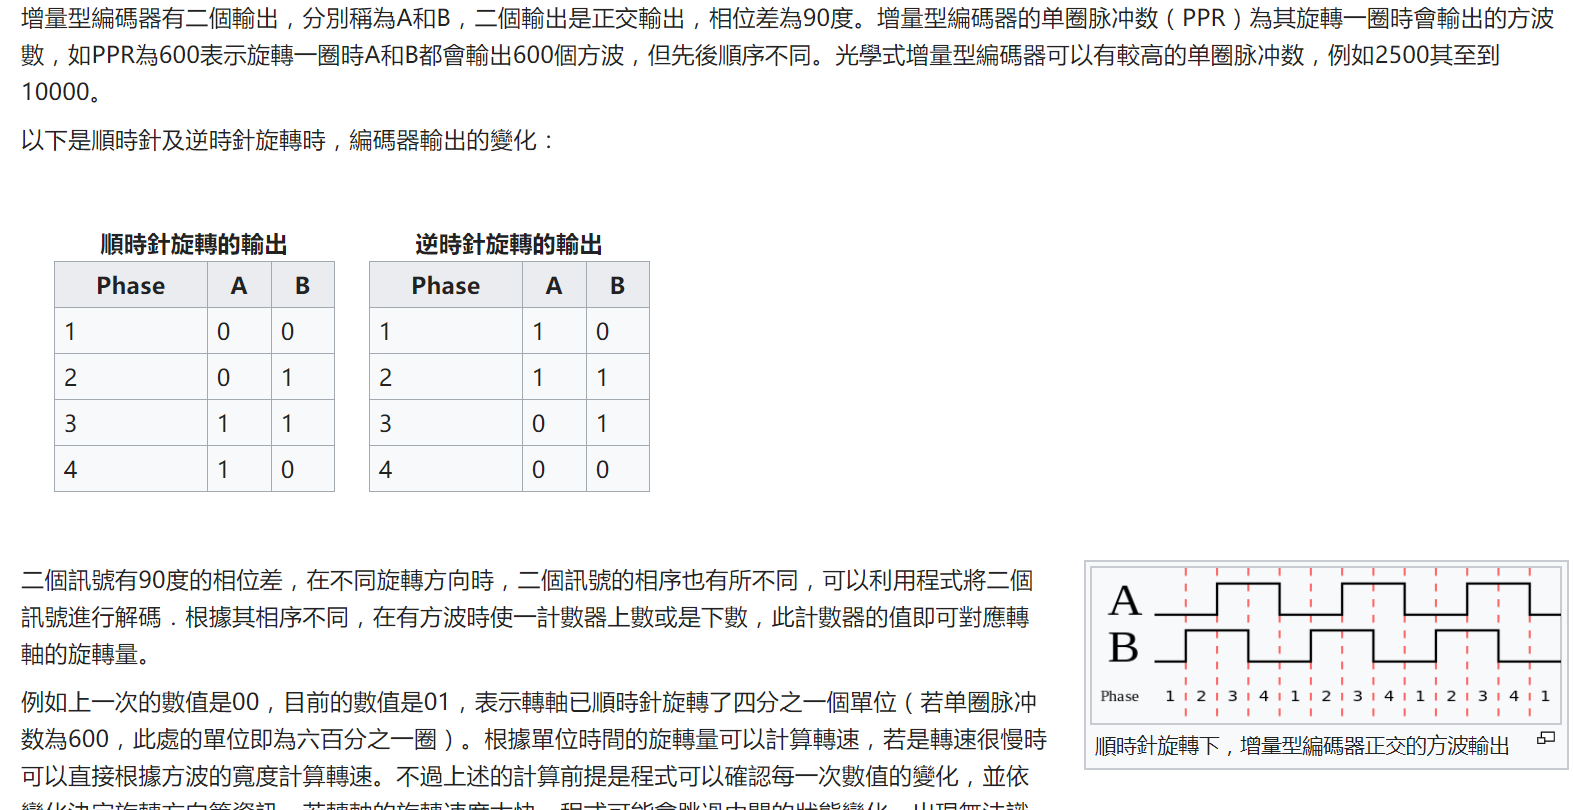 增量型編碼器有二個輸出，分別稱為A和B，二個輸出是正交輸出，相位差為90度。增量型編碼器的单圈脉冲数（PPR）為其旋轉一圈時會輸出的方波
數，如PPR為600表示旋轉一圈時A和B都會輸出600個方波，但先後順序不同。光學式增量型編碼器可以有較高的单圈脉冲数，例如2500其至到
10000。
以下是順時針及逆時針旋轉時，編碼器輸出的變化：
順時針旋轉的輸出
Phase A B
1 0 0
2 0 1
3 1 1
4 1 0
逆時針旋轉的輸出
Phase A B
1 1 0
2 1 1
3 0 1
4 0 0
二個訊號有90度的相位差，在不同旋轉方向時，二個訊號的相序也有所不同，可以利用程式將二個
訊號進行解碼．根據其相序不同，在有方波時使一計數器上數或是下數，此計數器的值即可對應轉
軸的旋轉量。
例如上一次的數值是00，目前的數值是01，表示轉軸已順時針旋轉了四分之一個單位（若单圈脉冲
数為600，此處的單位即為六百分之一圈）。根據單位時間的旋轉量可以計算轉速，若是轉速很慢時
可以直接根據方波的寬度計算轉速。不過上述的計算前提是程式可以確認每一次數值的變化，並依
A
B
Phase 1 2 3 4 1 2 3 4 1 2 3 4 1
順時針旋轉下，增量型編碼器正交的方波輸出